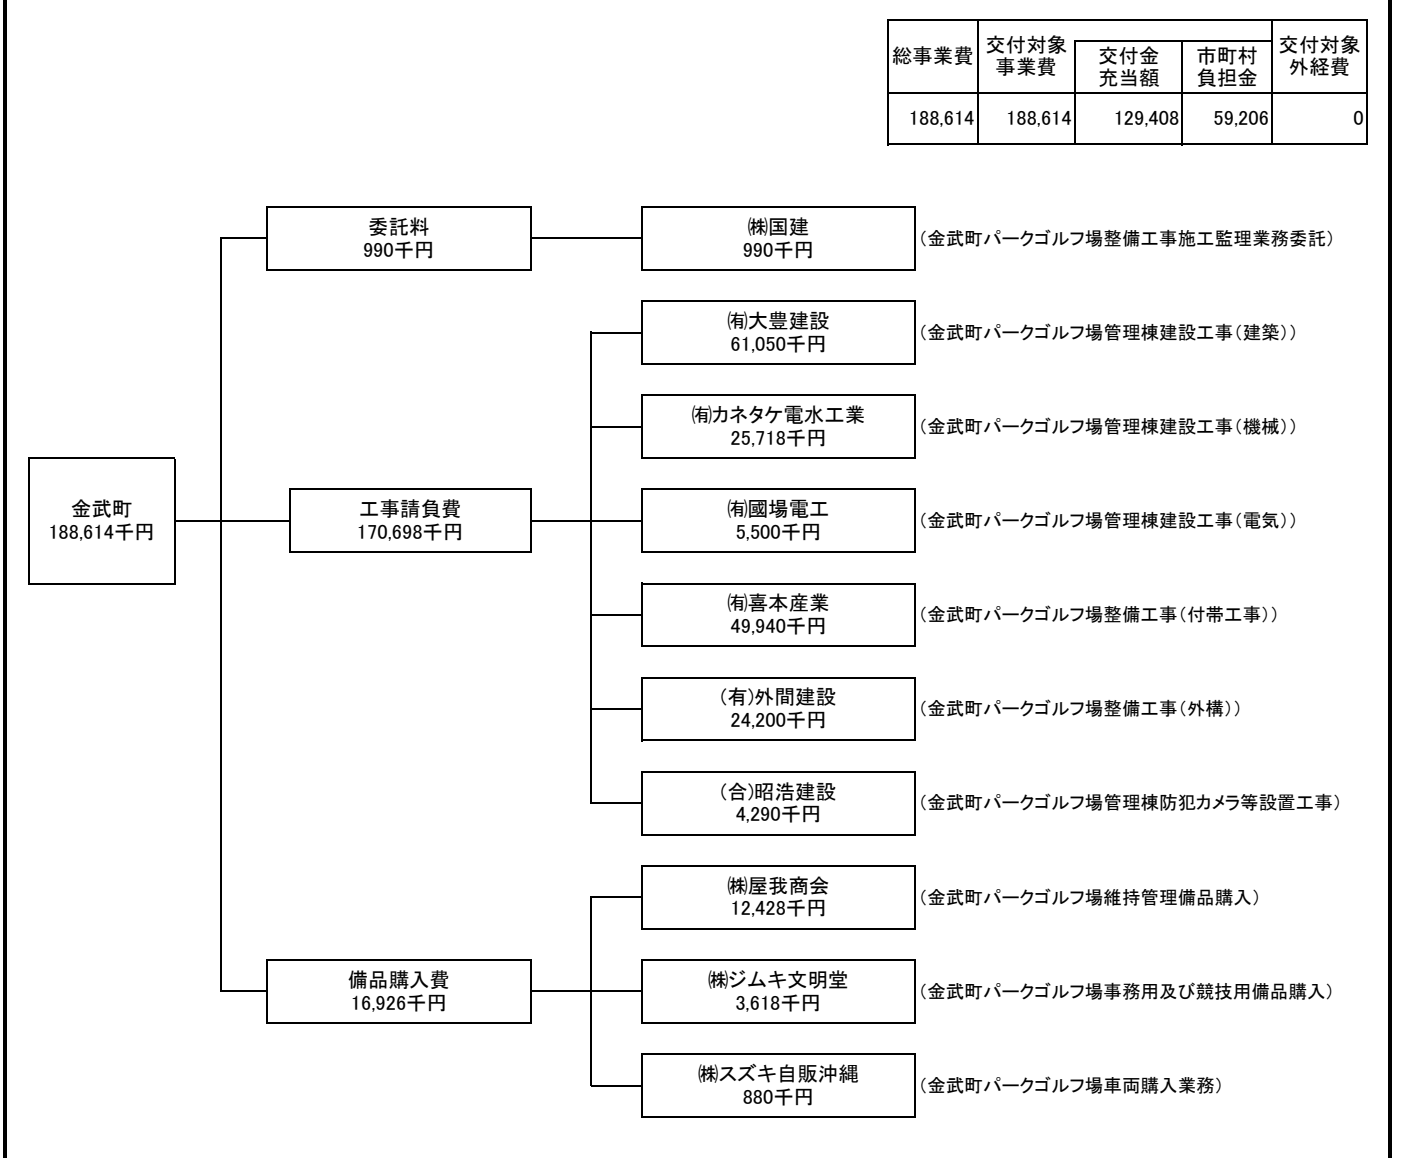 総事業費
交付対象
事業費
交付金
充当額
市町村
負担金
交付対象
外経費
188,614
188,614
129,408
59,206
0
委託料
990千円
㈱国建
990千円
（金武町パークゴルフ場整備工事施工監理業務委託）
㈲大豊建設
61,050千円
（金武町パークゴルフ場管理棟建設工事（建築））
㈲カネタケ電水工業
25,718千円
（金武町パークゴルフ場管理棟建設工事（機械））
金武町
188,614千円
工事請負費
170,698千円
㈲國場電工
5,500千円
（金武町パークゴルフ場管理棟建設工事（電気））
㈲喜本産業
49,940千円
（金武町パークゴルフ場整備工事（付帯工事））
（有）外間建設
24,200千円
（金武町パークゴルフ場整備工事（外構））
（合）昭浩建設
4,290千円
（金武町パークゴルフ場管理棟防犯カメラ等設置工事）
㈱屋我商会
12,428千円
（金武町パークゴルフ場維持管理備品購入）
備品購入費
16,926千円
㈱ジムキ文明堂
3,618千円
（金武町パークゴルフ場事務用及び競技用備品購入）
㈱スズキ自販沖縄
880千円
（金武町パークゴルフ場車両購入業務）